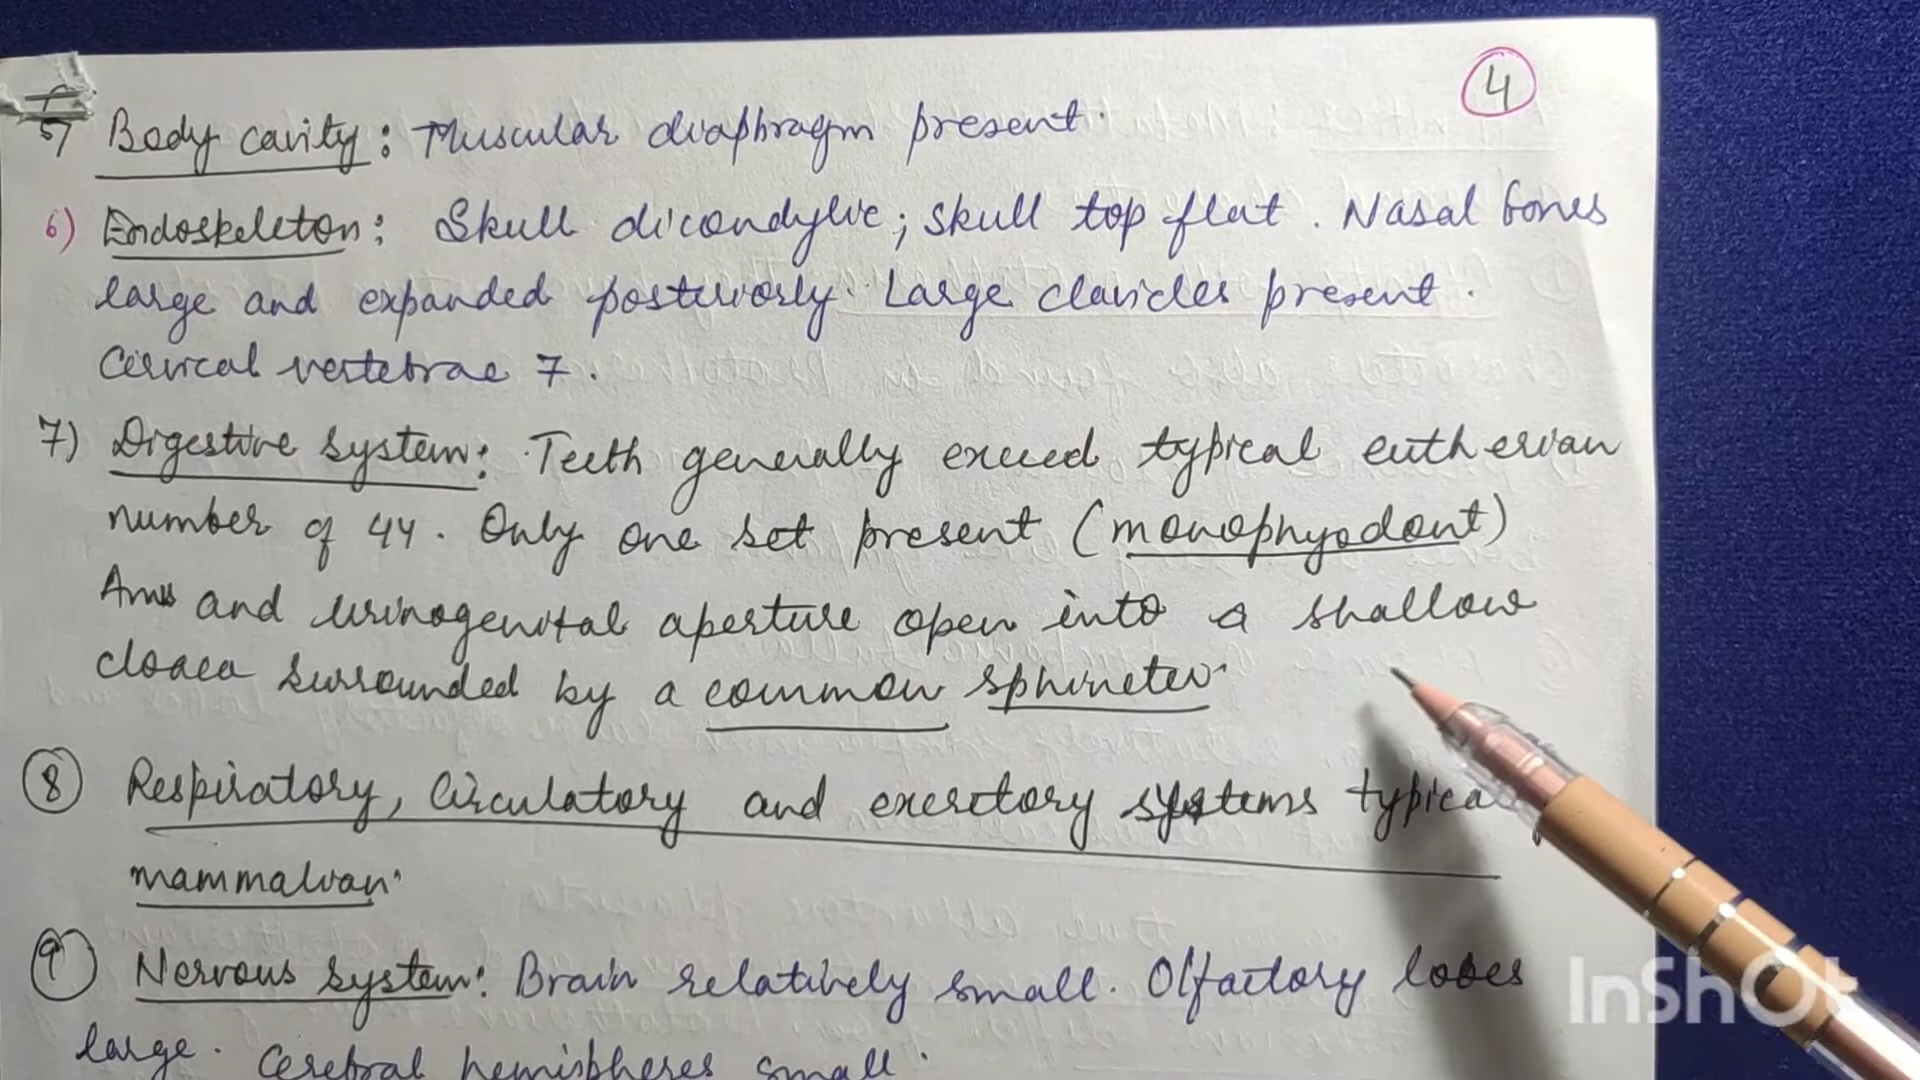 4
5) Body cavity: Muscular diaphragm present.
6) Endoskeleton: Skull dicondylic; skull top flat. Nasal bones
large and expanded posteriorly. Large clavicles present.
Cervical vertebrae 7.
7) Digestive system: Teeth generally exceed typical eutherian
number of 44. Only one set present (monophyodont)
Anus and urinogenital aperture open into a shallow
cloaca surrounded by a common sphincter.
8 Respiratory, Circulatory and excretory systems typical
mammalian.
9 Nervous system: Brain relatively small. Olfactory lobes
large. Cerebral hemispheres small.
InShOt